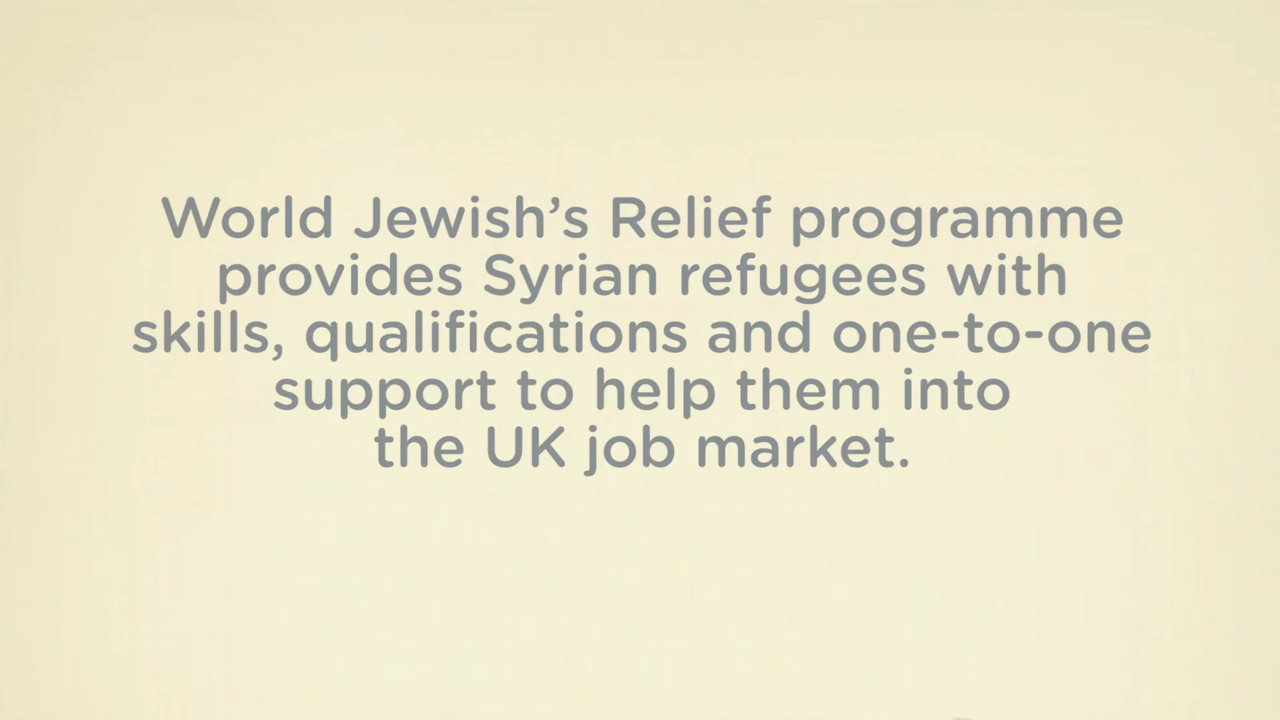 World Jewish’s Relief programme
provides Syrian refugees with
skills, qualifications and one-to-one
support to help them into
the UK job market.